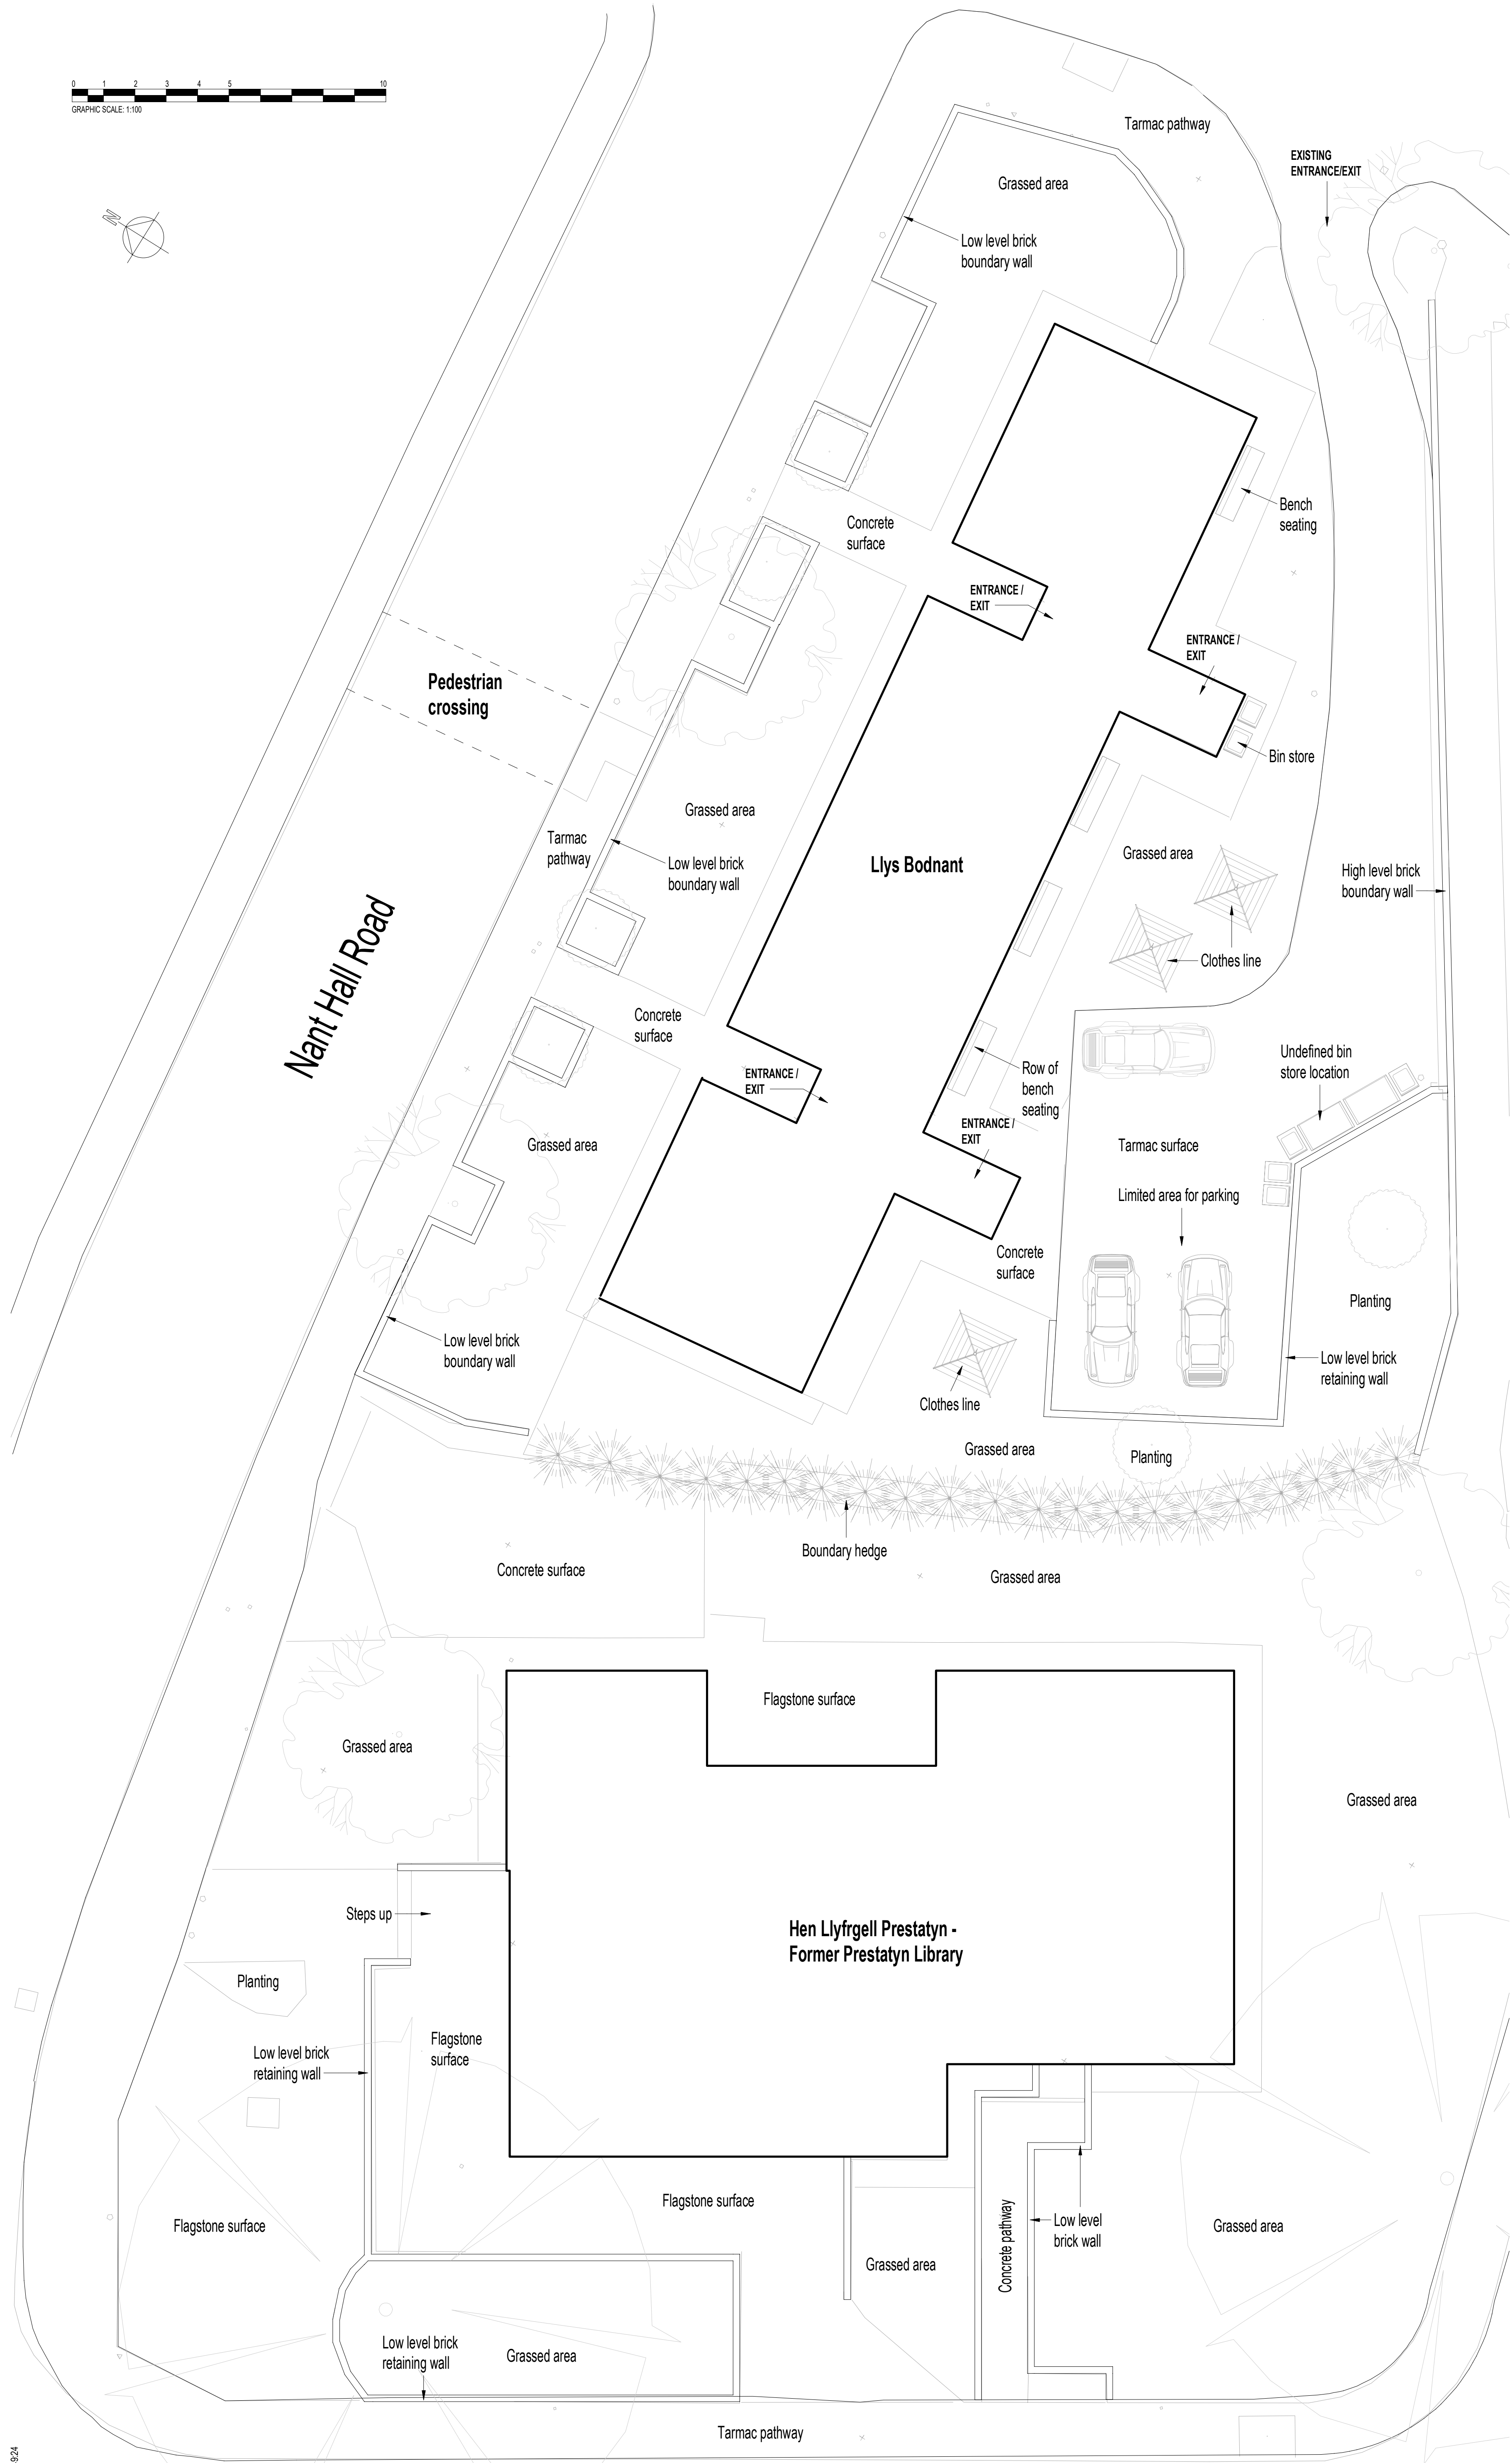 0 1 2 3 4 5 10
GRAPHIC SCALE: 1:100
N
Tarmac pathway
EXISTING
ENTRANCE/EXIT
Grassed area
Low level brick
boundary wall
Bench
seating
Concrete
surface
ENTRANCE /
EXIT
ENTRANCE /
EXIT
Pedestrian
crossing
Bin store
Grassed area
Tarmac
pathway
Low level brick
boundary wall
Llys Bodnant
Grassed area
High level brick
boundary wall
Clothes line
Nant Hall Road
Concrete
surface
Undefined bin
store location
ENTRANCE /
EXIT
Row of
bench
seating
ENTRANCE /
EXIT
Grassed area
Tarmac surface
Limited area for parking
Concrete
surface
Planting
Low level brick
boundary wall
Low level brick
retaining wall
Clothes line
Grassed area
Planting
Boundary hedge
Concrete surface
Grassed area
Flagstone surface
Grassed area
Grassed area
Steps up
Hen Llyfrgell Prestatyn -
Former Prestatyn Library
Planting
Flagstone
surface
Low level brick
retaining wall
Flagstone surface
Flagstone surface
Concrete pathway
Low level
brick wall
Grassed area
Grassed area
Low level brick
retaining wall
Grassed area
Tarmac pathway